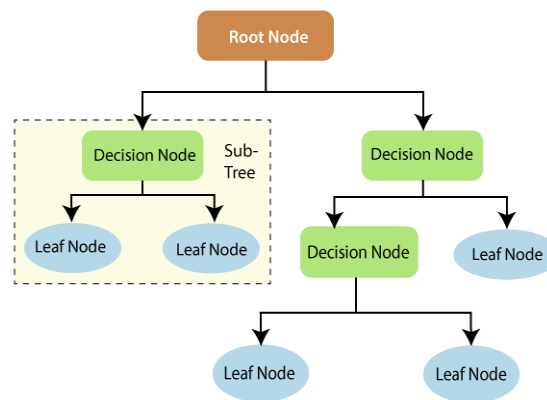 Root Node
Decision Node
Sub-
Tree
Decision Node
Leaf Node
Leaf Node
Decision Node
Leaf Node
Leaf Node
Leaf Node